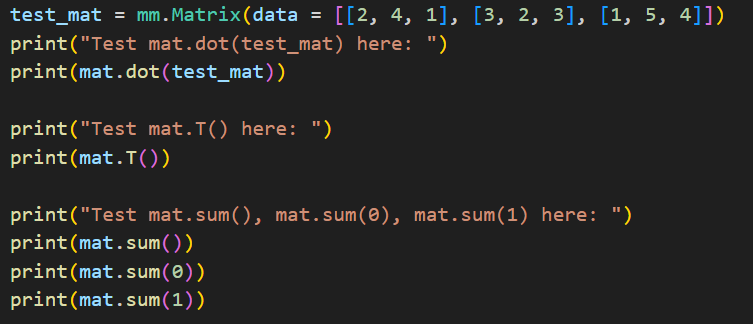 test_mat = mm.Matrix(data = [[2, 4, 1], [3, 2, 3], [1, 5, 4]])
print("Test mat.dot(test_mat) here: ")
print(mat.dot(test_mat))
print("Test mat.T() here: ")
print(mat.T())
print("Test mat.sum(), mat.sum(0), mat.sum(1) here: ")
print(mat.sum())
print(mat.sum(0))
print(mat.sum(1))